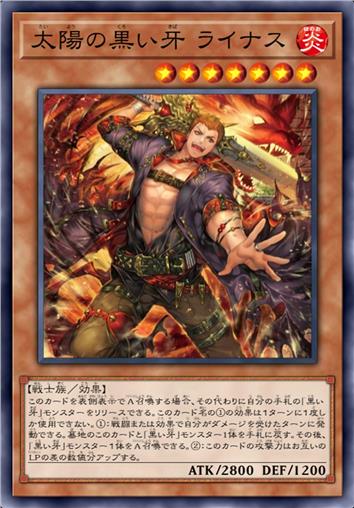 太陽の黒い牙 ライナス
炎
【戦士族／効果】
このカードを表側表示でA召喚する場合、その代わりに自分の手札の「黒い
牙」モンスターをリリースできる。このカード名の①の効果は1ターンに1度し
か使用できない。①：戦闘または効果で自分がダメージを受けたターンに発
動できる。墓地のこのカードと「黒い牙」モンスター1体を手札に戻す。その後、
「黒い牙」モンスター1体をA召喚できる。②：このカードの攻撃力はお互いの
LPの差の数値分アップする。
ATK/2800 DEF/1200